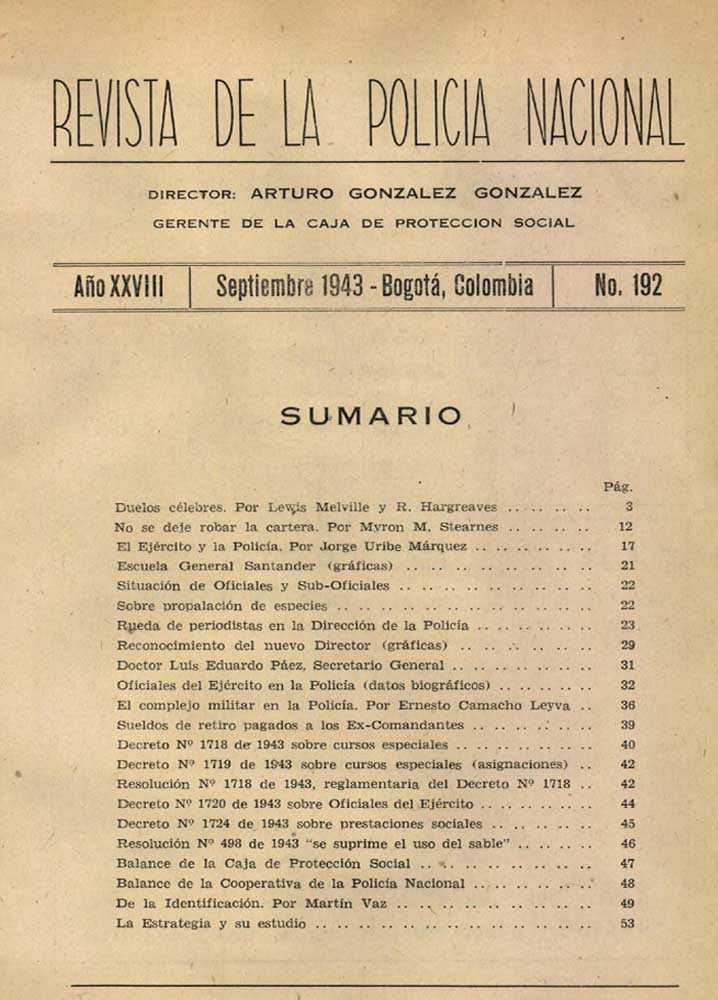 REVISTA DE LA POLICIA NACIONAL
DIRECTOR: ARTURO GONZALEZ GONZALEZ
GERENTE DE LA CAJA DE PROTECCION SOCIAL
Año XXVIII Septiembre 1943 - Bogotá, Colombia No. 192
SUMARIO
Pág.
Duelos célebres. Por Lewis Melville y R. Hargreaves .. .. .. .. 3
No se deje robar la cartera. Por Myron M. Stearnes .. .. .. .. 12
El Ejército y la Policía. Por Jorge Uribe Márquez .. .. .. .. .. .. 17
Escuela General Santander (gráficas) .. .. .. .. .. .. .. .. .. 21
Situación de Oficiales y Sub-Oficiales .. .. .. .. .. .. .. .. .. 22
Sobre propalación de especies .. .. .. .. .. .. .. .. .. .. .. .. 22
Rueda de periodistas en la Dirección de la Policía .. .. .. .. .. 23
Reconocimiento del nuevo Director (gráficas) .. .. .. .. .. .. 29
Doctor Luis Eduardo Páez, Secretario General .. .. .. .. .. .. 31
Oficiales del Ejército en la Policía (datos biográficos) .. .. .. .. 32
El complejo militar en la Policía. Por Ernesto Camacho Leyva .. 36
Sueldos de retiro pagados a los Ex-Comandantes .. .. .. .. .. 39
Decreto Nº 1718 de 1943 sobre cursos especiales .. .. .. .. .. .. 40
Decreto Nº 1719 de 1943 sobre cursos especiales (asignaciones) .. 42
Resolución Nº 1718 de 1943, reglamentaria del Decreto Nº 1718 .. 42
Decreto Nº 1720 de 1943 sobre Oficiales del Ejército .. .. .. .. .. 44
Decreto Nº 1724 de 1943 sobre prestaciones sociales .. .. .. .. .. 45
Resolución Nº 498 de 1943 "se suprime el uso del sable" .. .. .. 46
Balance de la Caja de Protección Social .. .. .. .. .. .. .. .. 47
Balance de la Cooperativa de la Policía Nacional .. .. .. .. .. 48
De la Identificación. Por Martín Vaz .. .. .. .. .. .. .. .. .. 49
La Estrategia y su estudio .. .. .. .. .. .. .. .. .. .. .. .. 53